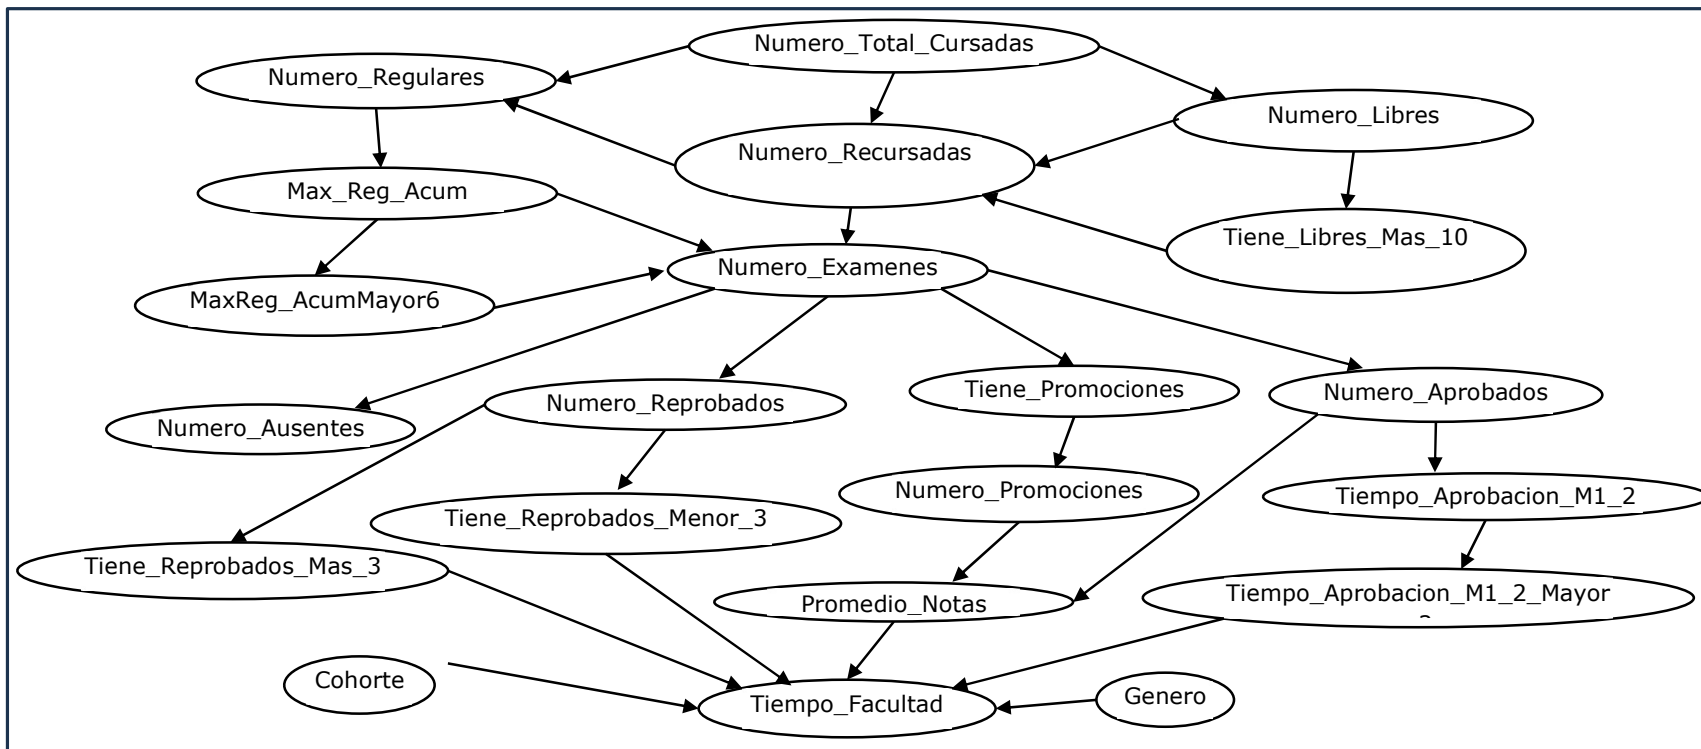 Numero_Total_Cursadas
Numero_Regulares
Numero_Libres
Numero_Recursadas
Max_Reg_Acum
Tiene_Libres_Mas_10
Numero_Examenes
MaxReg_AcumMayor6
Tiene_Promociones
Numero_Aprobados
Numero_Reprobados
Numero_Ausentes
Numero_Promociones
Tiempo_Aprobacion_M1_2
Tiene_Reprobados_Menor_3
Tiene_Reprobados_Mas_3
Promedio_Notas
Tiempo_Aprobacion_M1_2_Mayor
Cohorte
Tiempo_Facultad
Genero